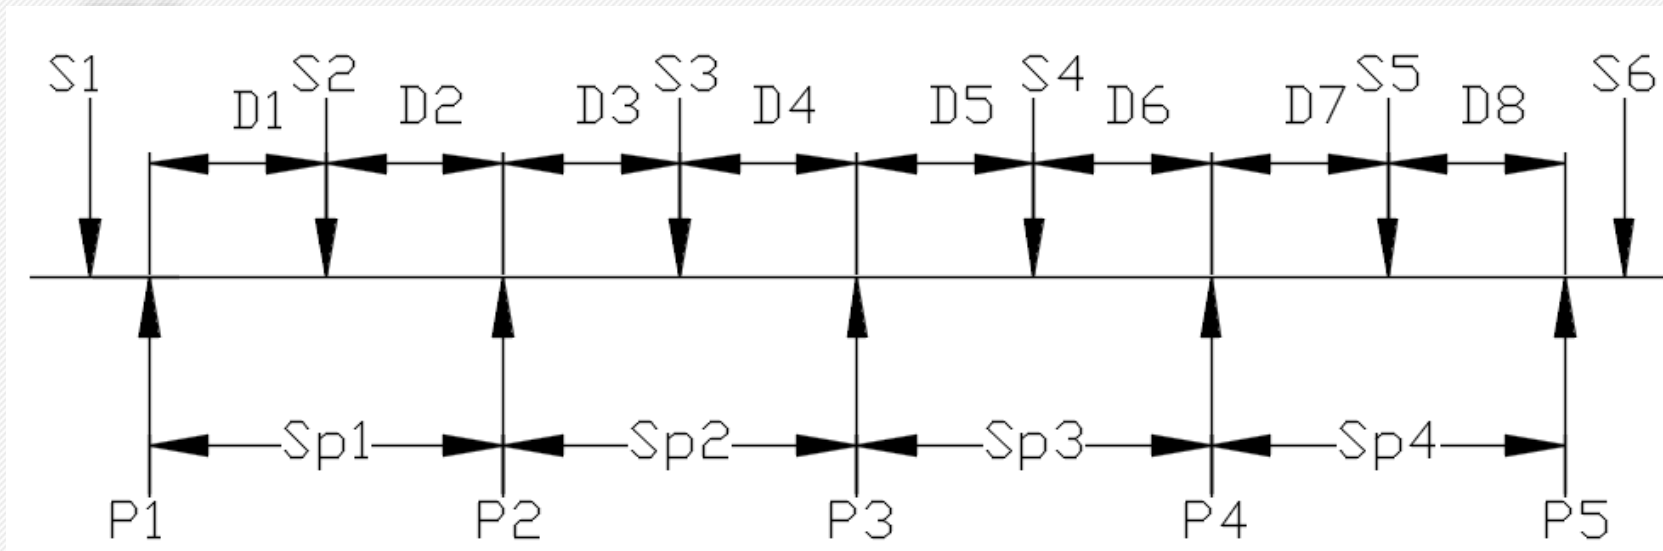 S1 S2 S3 S4 S5 S6
D1 D2 D3 D4 D5 D6 D7 D8
Sp1 Sp2 Sp3 Sp4
P1 P2 P3 P4 P5